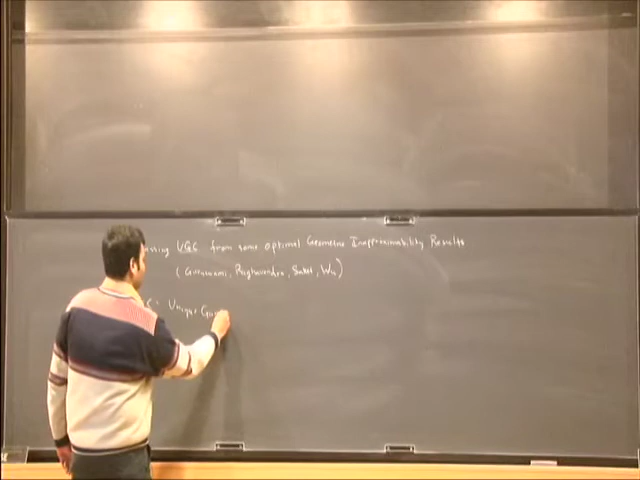 UGC from some optimal Geometric Inapproximability Results
(Guruswami, Raghavendra, Saket, Wu)
Unique